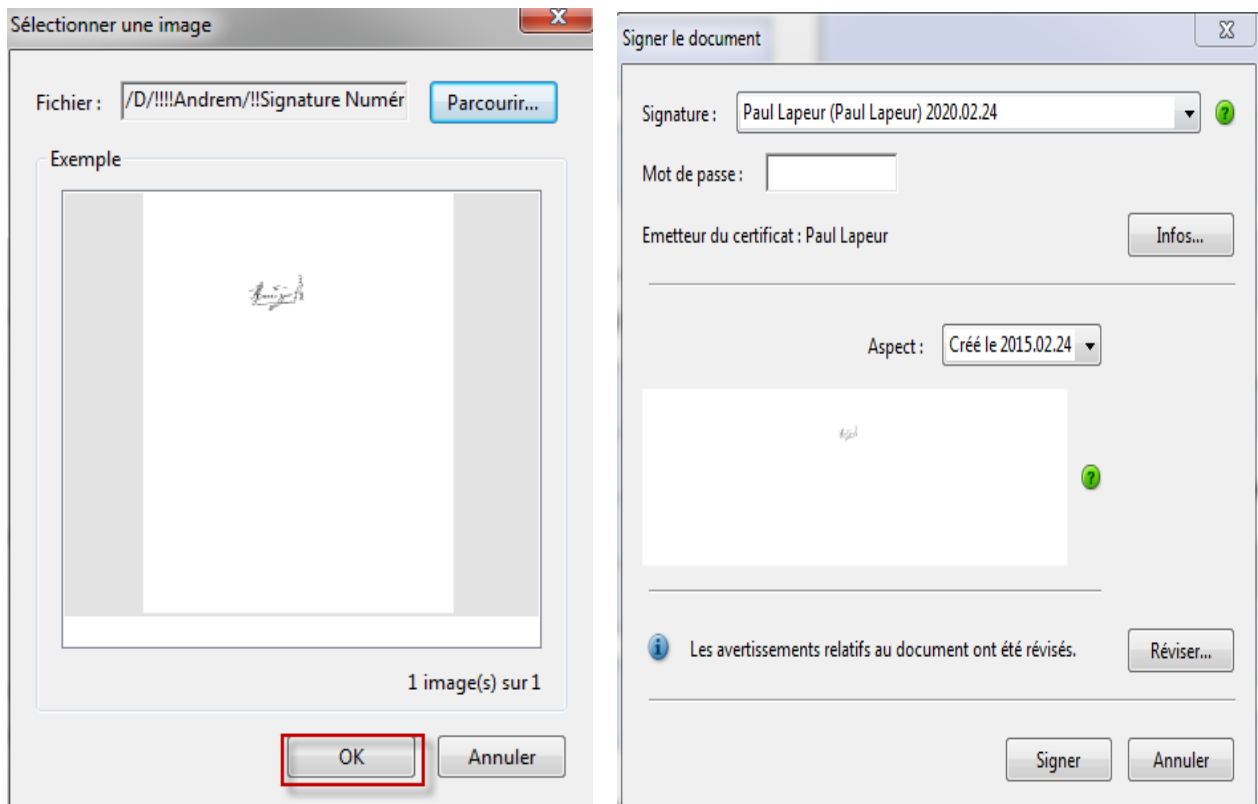 Sélectionner une image
X
Fichier :
/D/!!!!Andrem/!!Signature Numér
Parcourir...
Exemple
1 image(s) sur 1
OK
Annuler
Signer le document
X
Signature :
Paul Lapeur (Paul Lapeur) 2020.02.24
?
Mot de passe :
Emetteur du certificat : Paul Lapeur
Infos...
Aspect :
Créé le 2015.02.24
?
i
Les avertissements relatifs au document ont été révisés.
Réviser...
Signer
Annuler